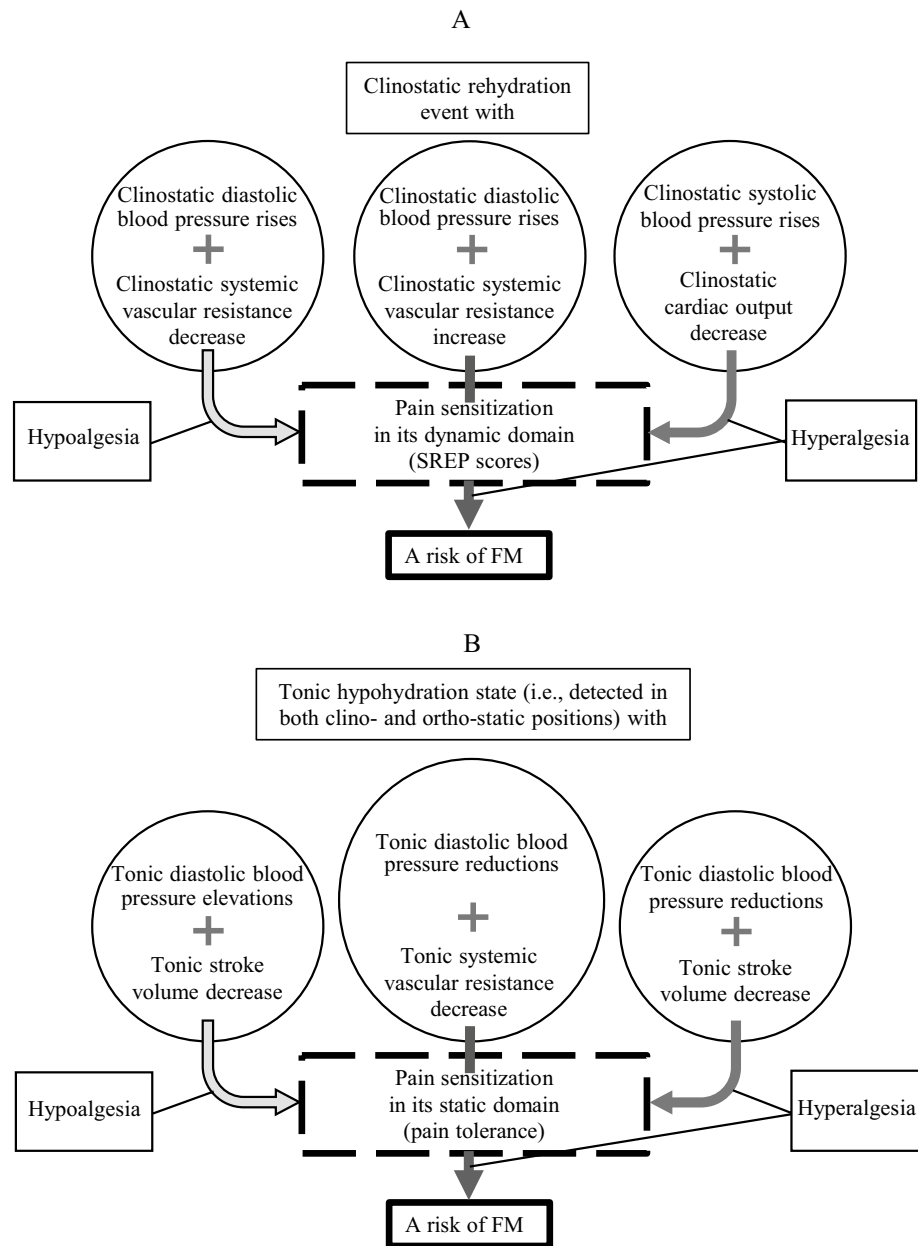 A
Clinostatic rehydration
event with
Clinostatic diastolic
blood pressure rises
+
Clinostatic systemic
vascular resistance
decrease
Clinostatic diastolic
blood pressure rises
+
Clinostatic systemic
vascular resistance
increase
Clinostatic systolic
blood pressure rises
+
Clinostatic
cardiac output
decrease
Hypoalgesia
Pain sensitization
in its dynamic domain
(SREP scores)
Hyperalgesia
A risk of FM
B
Tonic hypohydration state (i.e., detected in
both clino- and ortho-static positions) with
Tonic diastolic blood
pressure elevations
+
Tonic stroke
volume decrease
Tonic diastolic blood
pressure reductions
+
Tonic systemic
vascular resistance
decrease
Tonic diastolic blood
pressure reductions
+
Tonic stroke
volume decrease
Hypoalgesia
Pain sensitization
in its static domain
(pain tolerance)
Hyperalgesia
A risk of FM